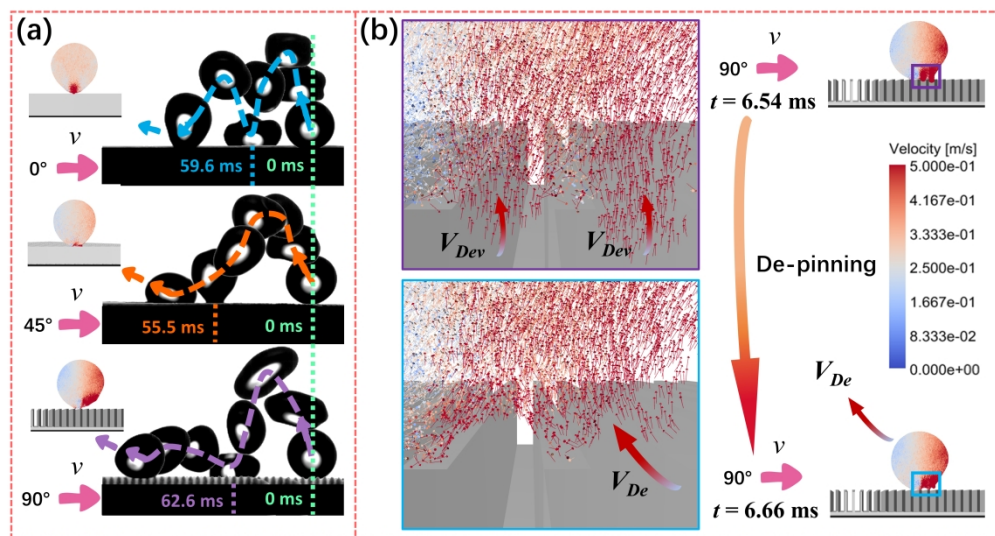 (a)
v
0°
59.6 ms
0 ms
v
45°
55.5 ms
0 ms
v
90°
62.6 ms
0 ms
(b)
V_Dev
V_Dev
V_De
v
90°
t = 6.54 ms
De-pinning
Velocity [m/s]
5.000e-01
4.167e-01
3.333e-01
2.500e-01
1.667e-01
8.333e-02
0.000e+00
V_De
v
90°
t = 6.66 ms